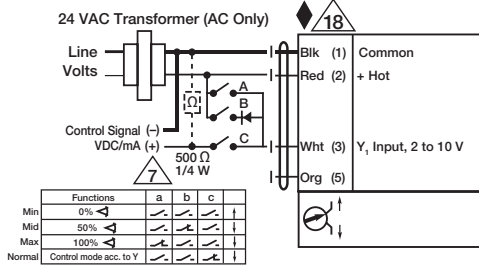 24 VAC Transformer (AC Only)
18
Line
Volts
Blk (1) Common
Red (2) + Hot
A
Ω
B
Control Signal (–)
VDC/mA (+)
C
Wht (3) Y₁ Input, 2 to 10 V
500 Ω
1/4 W
7
Org (5)
Functions a b c
Min 0%
Mid 50%
Max 100%
Normal Control mode acc. to Y